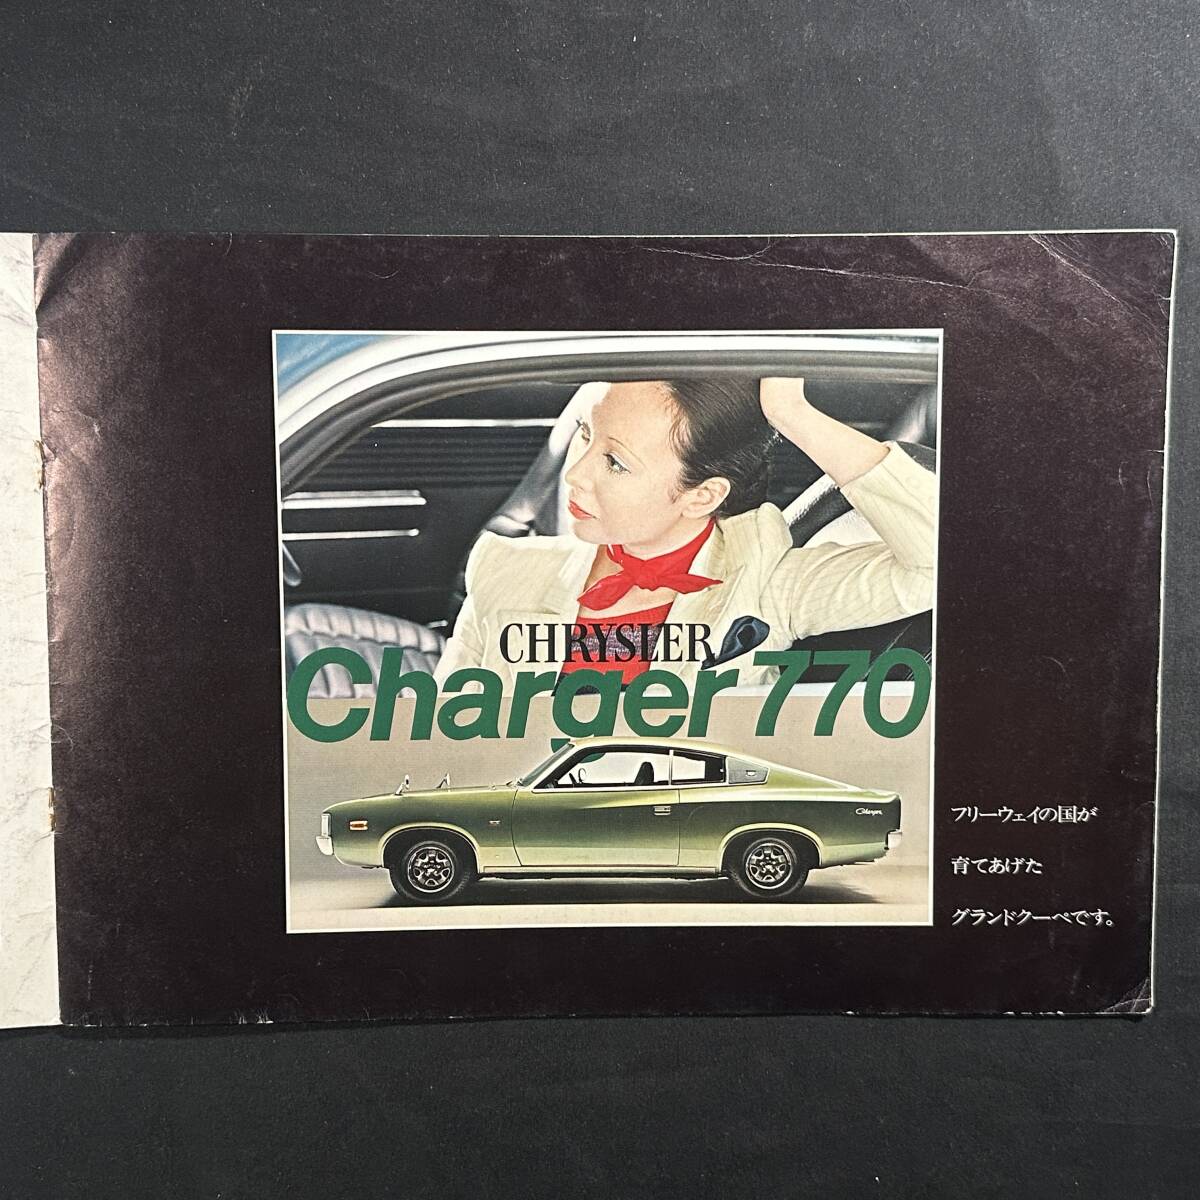 CHRYSLER
Charger 770
Charger
フリーウェイの国が
育てあげた
グランドクーペです。